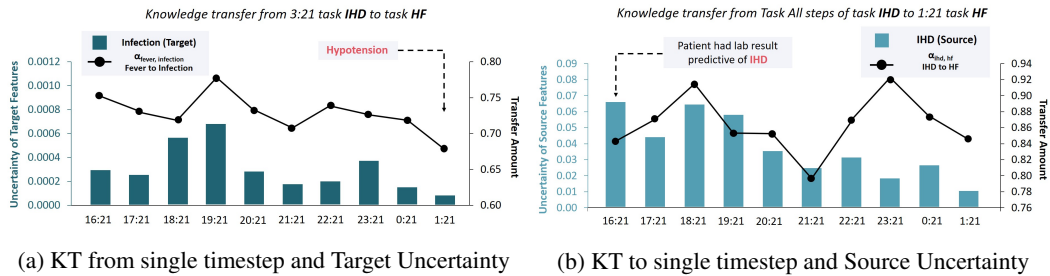 Knowledge transfer from 3:21 task IHD to task HF
Infection (Target)
αfever, infection
Fever to Infection
Hypotension
Uncertainty of Target Features
0.0012
0.0010
0.0008
0.0006
0.0004
0.0002
0.0000
0.80
0.75
0.70
0.65
0.60
Transfer Amount
16:21 17:21 18:21 19:21 20:21 21:21 22:21 23:21 0:21 1:21
(a) KT from single timestep and Target Uncertainty
Knowledge transfer from Task All steps of task IHD to 1:21 task HF
Patient had lab result
predictive of IHD
IHD (Source)
αihd, hf
IHD to HF
Uncertainty of Source Features
0.09
0.08
0.07
0.06
0.05
0.04
0.03
0.02
0.01
0.00
0.94
0.92
0.90
0.88
0.86
0.84
0.82
0.80
0.78
0.76
Transfer Amount
16:21 17:21 18:21 19:21 20:21 21:21 22:21 23:21 0:21 1:21
(b) KT to single timestep and Source Uncertainty